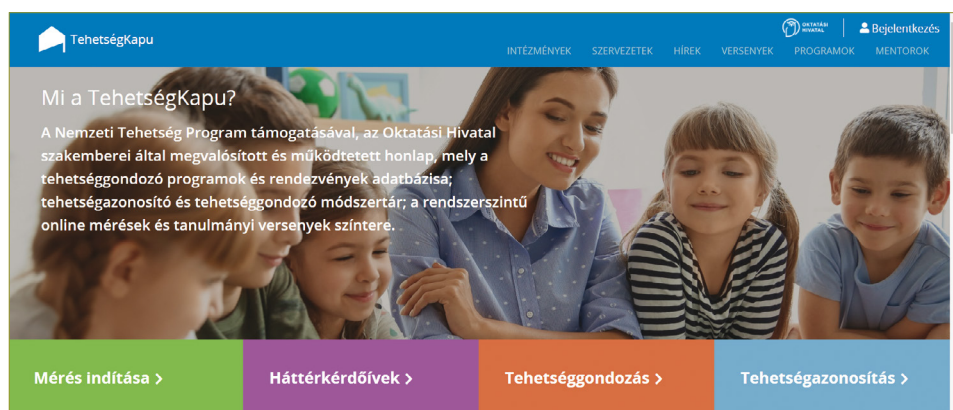 TehetségKapu
OKTATÁSI
HIVATAL
Bejelentkezés
INTÉZMÉNYEK SZERVEZETEK HÍREK VERSENYEK PROGRAMOK MENTOROK
Mi a TehetségKapu?
A Nemzeti Tehetség Program támogatásával, az Oktatási Hivatal
szakemberei által megvalósított és működtetett honlap, mely a
tehetséggondozó programok és rendezvények adatbázisa;
tehetségazonosító és tehetséggondozó módszertár; a rendszerszintű
online mérések és tanulmányi versenyek színtere.
Mérés indítása >
Háttérkérdőívek >
Tehetséggondozás >
Tehetségazonosítás >